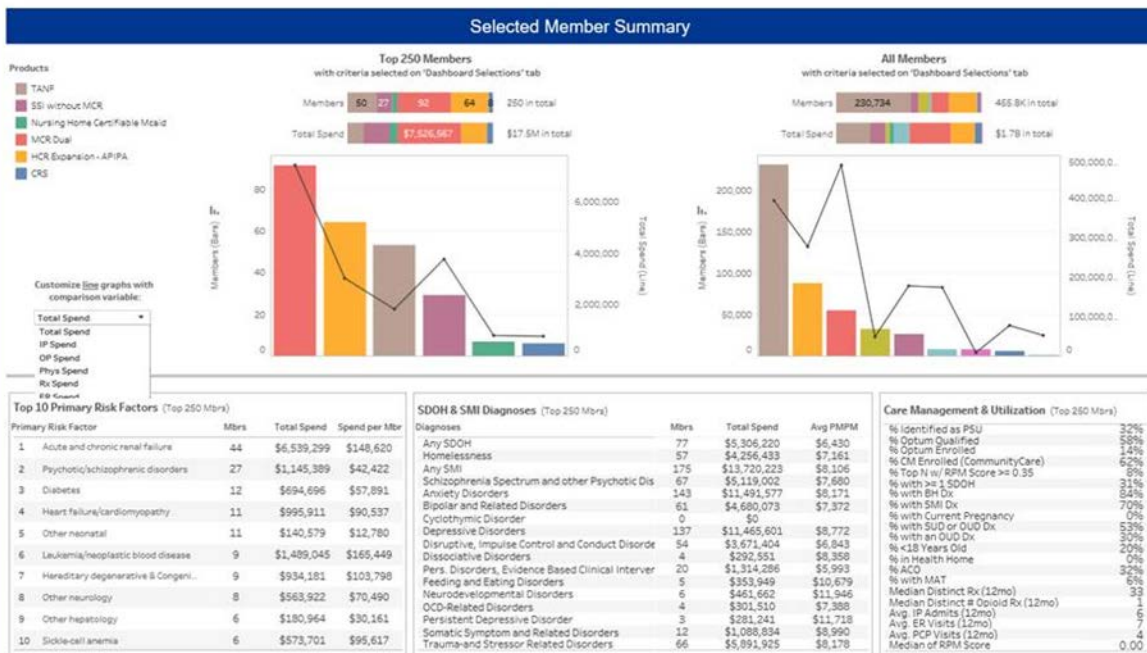 Selected Member Summary
Products
TANF
SSI without MCR
Nursing Home Certifiable Mcaid
MCR Dual
HCR Expansion - APIPA
CRS
Customize line graphs with
comparison variable:
Total Spend
Total Spend
IP Spend
OP Spend
Phys Spend
Rx Spend
ER Spend
Top 250 Members
with criteria selected on 'Dashboard Selections' tab
Members 50 27 92 64 250 in total
Total Spend $7,526,567 $17.5M in total
Members (Bars)
80
60
40
20
0
6,000,000
4,000,000
2,000,000
0
Total Spend (Line)
All Members
with criteria selected on 'Dashboard Selections' tab
Members 230,734 455.8K in total
Total Spend $1.7B in total
Members (Bars)
200,000
150,000
100,000
50,000
0
500,000,0..
400,000,0..
300,000,0..
200,000,0..
100,000,0..
0
Total Spend (Line)
Top 10 Primary Risk Factors (Top 250 Mbrs)
Primary Risk Factor Mbrs Total Spend Spend per Mbr
1 Acute and chronic renal failure 44 $6,539,299 $148,620
2 Psychotic/schizophrenic disorders 27 $1,145,389 $42,422
3 Diabetes 12 $694,696 $57,891
4 Heart failure/cardiomyopathy 11 $995,911 $90,537
5 Other neonatal 11 $140,579 $12,780
6 Leukemia/neoplastic blood disease 9 $1,489,045 $165,449
7 Hereditary degenerative & Congeni... 9 $934,181 $103,798
8 Other neurology 8 $563,922 $70,490
9 Other hepatology 6 $180,964 $30,161
10 Sickle-cell anemia 6 $573,701 $95,617
SDOH & SMI Diagnoses (Top 250 Mbrs)
Diagnoses Mbrs Total Spend Avg PMPM
Any SDOH 77 $5,306,220 $6,430
Homelessness 57 $4,256,433 $7,161
Any SMI 175 $13,720,223 $8,106
Schizophrenia Spectrum and other Psychotic Dis 67 $5,119,002 $7,680
Anxiety Disorders 143 $11,491,577 $8,171
Bipolar and Related Disorders 61 $4,680,073 $7,372
Cyclothymic Disorder 0 $0
Depressive Disorders 137 $11,465,601 $8,772
Disruptive, Impulse Control and Conduct Disorde 54 $3,671,404 $6,843
Dissociative Disorders 4 $292,551 $8,358
Pers. Disorders, Evidence Based Clinical Interver 20 $1,314,286 $5,993
Feeding and Eating Disorders 5 $353,949 $10,679
Neurodevelopmental Disorders 6 $461,662 $11,946
OCD-Related Disorders 4 $301,510 $7,388
Persistent Depressive Disorder 3 $281,241 $11,718
Somatic Symptom and Related Disorders 12 $1,088,834 $8,990
Trauma-and Stressor Related Disorders 66 $5,891,925 $8,178
Care Management & Utilization (Top 250 Mbrs)
% Identified as PSU 32%
% Optum Qualified 58%
% Optum Enrolled 14%
% CM Enrolled (CommunityCare) 62%
% Top N w/ RPM Score >= 0.35 8%
% with >= 1 SDOH 31%
% with BH Dx 84%
% with SMI Dx 70%
% with Current Pregnancy 0%
% with SUD or OUD Dx 53%
% with an OUD Dx 30%
% <18 Years Old 20%
% in Health Home 0%
% ACO 32%
% with MAT 6%
Median Distinct Rx (12mo) 33
Median Distinct # Opioid Rx (12mo) 1
Avg. IP Admits (12mo) 6
Avg. ER Visits (12mo) 7
Avg. PCP Visits (12mo) 4
Median of RPM Score 0.00